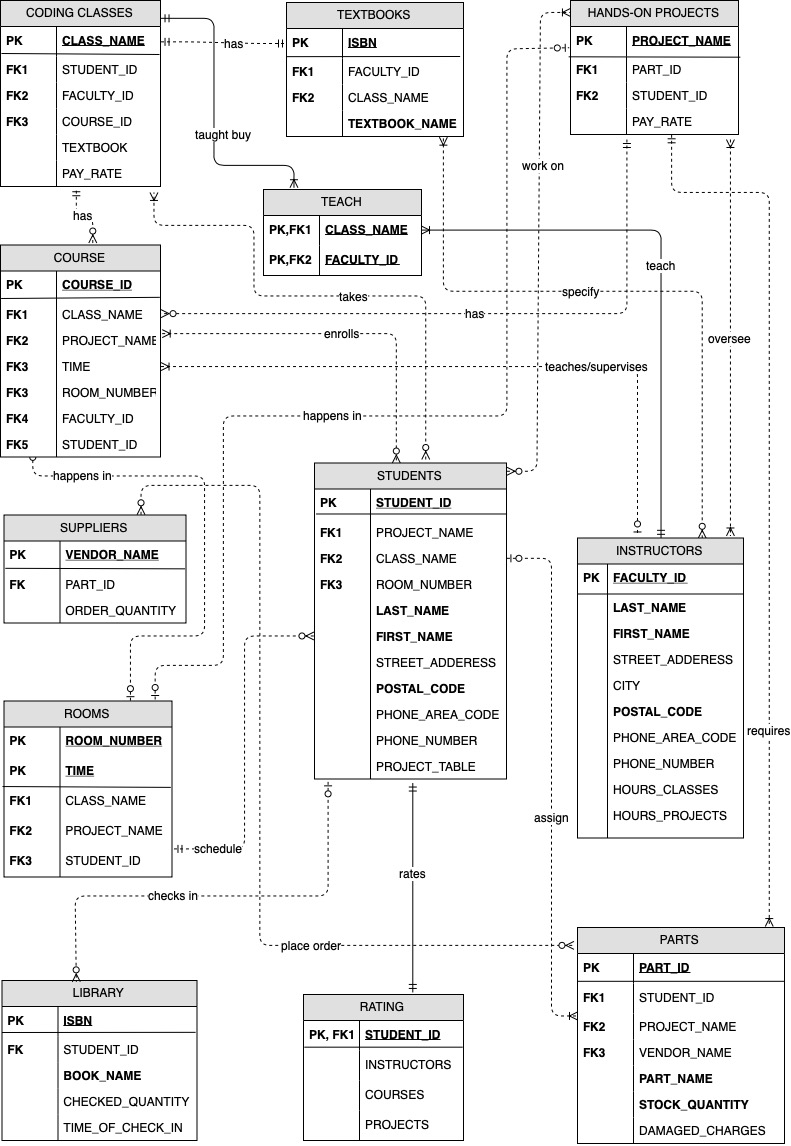 CODING CLASSES
PK CLASS_NAME
FK1 STUDENT_ID
FK2 FACULTY_ID
FK3 COURSE_ID
TEXTBOOK
PAY_RATE
TEXTBOOKS
PK ISBN
FK1 FACULTY_ID
FK2 CLASS_NAME
TEXTBOOK_NAME
HANDS-ON PROJECTS
PK PROJECT_NAME
FK1 PART_ID
FK2 STUDENT_ID
PAY_RATE
has
taught buy
work on
TEACH
PK,FK1 CLASS_NAME
PK,FK2 FACULTY_ID
has
COURSE
PK COURSE_ID
FK1 CLASS_NAME
FK2 PROJECT_NAME
FK3 TIME
FK3 ROOM_NUMBER
FK4 FACULTY_ID
FK5 STUDENT_ID
teach
takes
specify
has
enrolls
oversee
teaches/supervises
happens in
happens in
STUDENTS
PK STUDENT_ID
FK1 PROJECT_NAME
FK2 CLASS_NAME
FK3 ROOM_NUMBER
LAST_NAME
FIRST_NAME
STREET_ADDERESS
POSTAL_CODE
PHONE_AREA_CODE
PHONE_NUMBER
PROJECT_TABLE
SUPPLIERS
PK VENDOR_NAME
FK PART_ID
ORDER_QUANTITY
INSTRUCTORS
PK FACULTY_ID
LAST_NAME
FIRST_NAME
STREET_ADDERESS
CITY
POSTAL_CODE
PHONE_AREA_CODE
PHONE_NUMBER
HOURS_CLASSES
HOURS_PROJECTS
ROOMS
PK ROOM_NUMBER
PK TIME
FK1 CLASS_NAME
FK2 PROJECT_NAME
FK3 STUDENT_ID
requires
assign
schedule
rates
checks in
place order
LIBRARY
PK ISBN
FK STUDENT_ID
BOOK_NAME
CHECKED_QUANTITY
TIME_OF_CHECK_IN
RATING
PK, FK1 STUDENT_ID
INSTRUCTORS
COURSES
PROJECTS
PARTS
PK PART_ID
FK1 STUDENT_ID
FK2 PROJECT_NAME
FK3 VENDOR_NAME
PART_NAME
STOCK_QUANTITY
DAMAGED_CHARGES